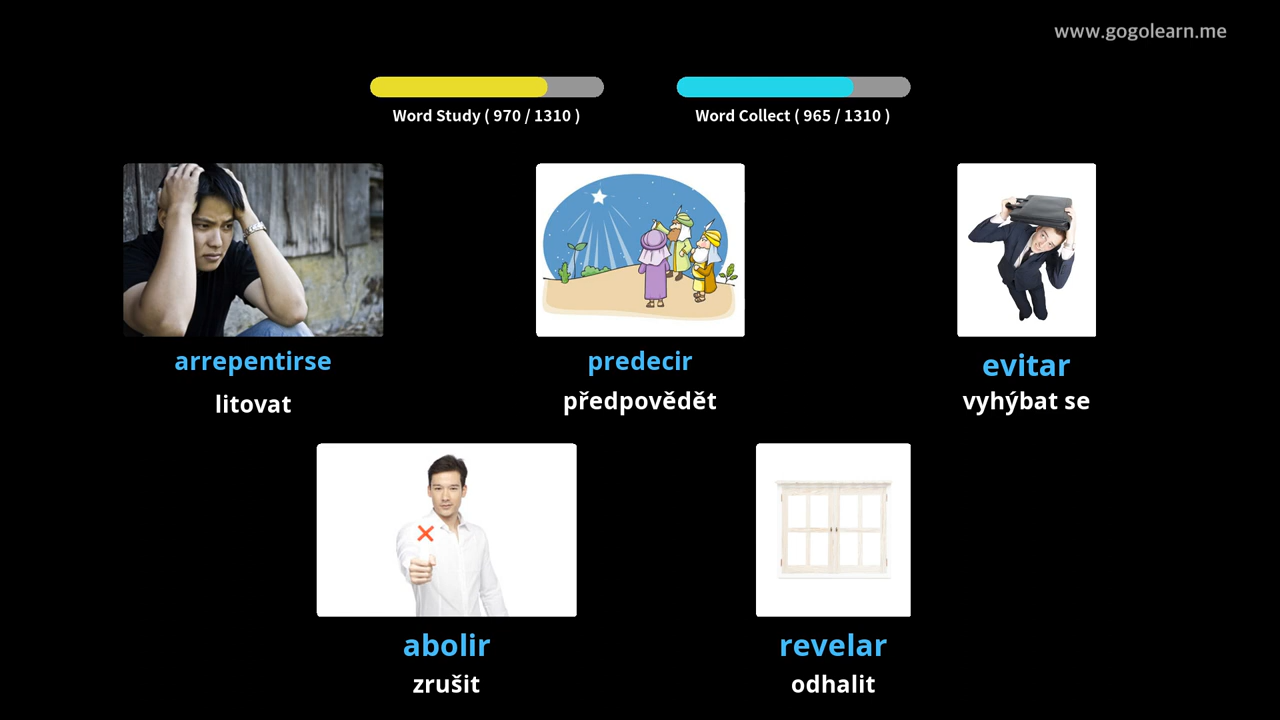 www.gogolearn.me
Word Study ( 970 / 1310 )
Word Collect ( 965 / 1310 )
arrepentirse
litovat
predecir
předpovědět
evitar
vyhýbat se
abolir
zrušit
revelar
odhalit